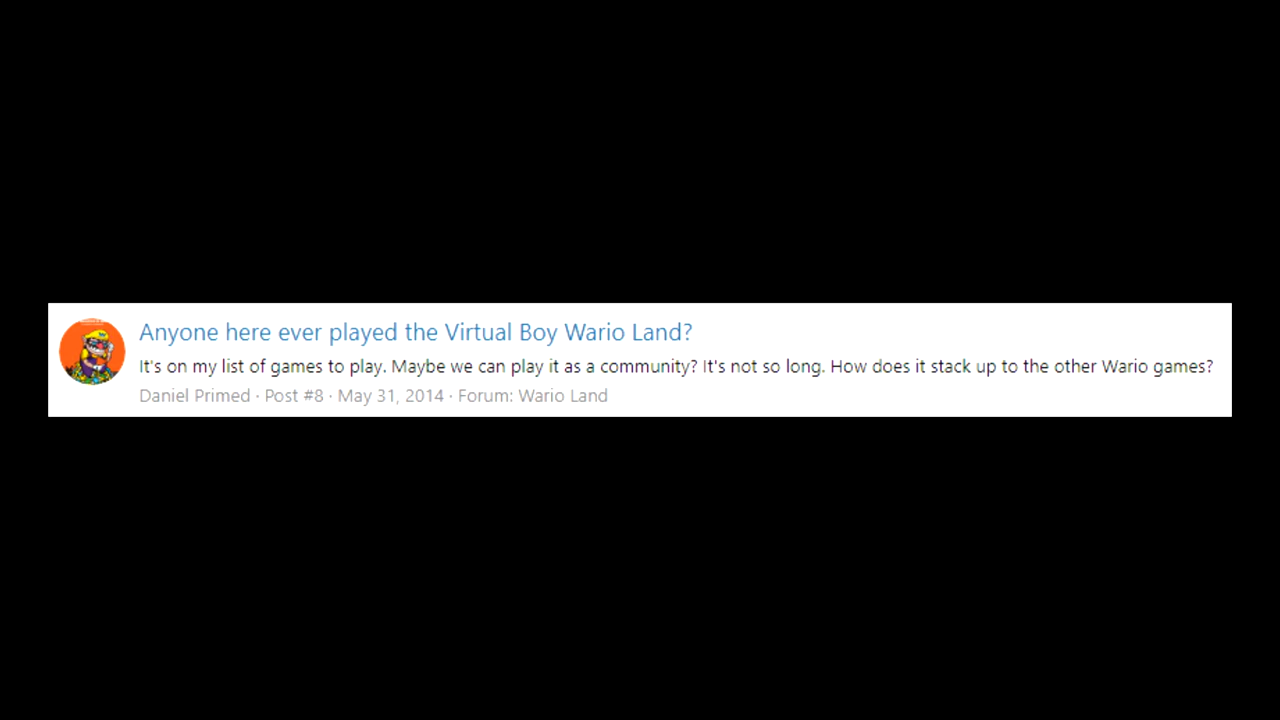 Anyone here ever played the Virtual Boy Wario Land?
It's on my list of games to play. Maybe we can play it as a community? It's not so long. How does it stack up to the other Wario games?
Daniel Primed · Post #8 · May 31, 2014 · Forum: Wario Land